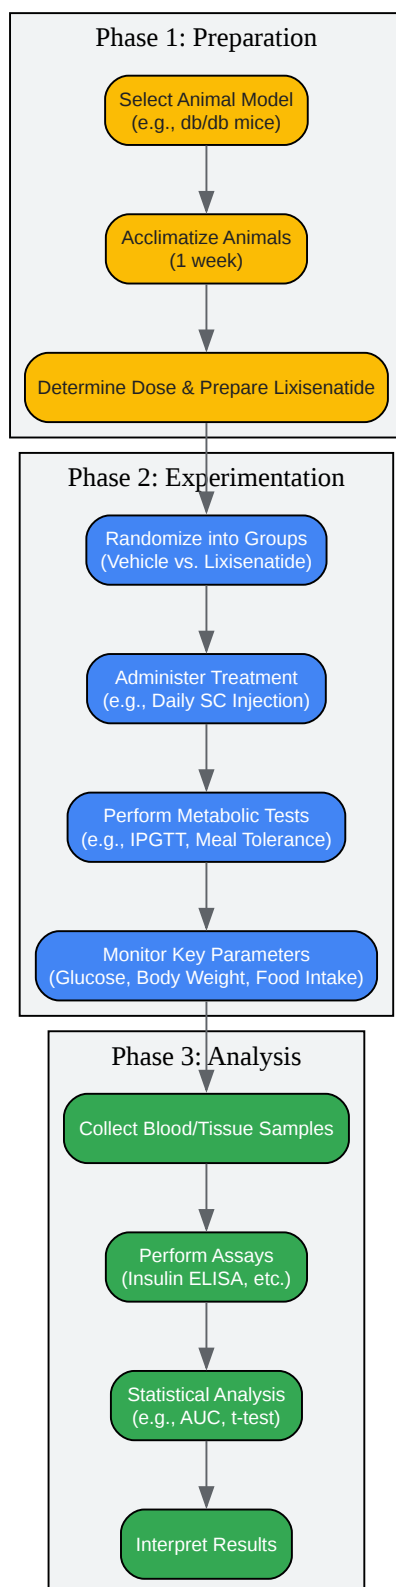 Phase 1: Preparation
Select Animal Model
(e.g., db/db mice)
Acclimatize Animals
(1 week)
Determine Dose & Prepare Lixisenatide
Phase 2: Experimentation
Randomize into Groups
(Vehicle vs. Lixisenatide)
Administer Treatment
(e.g., Daily SC Injection)
Perform Metabolic Tests
(e.g., IPGTT, Meal Tolerance)
Monitor Key Parameters
(Glucose, Body Weight, Food Intake)
Phase 3: Analysis
Collect Blood/Tissue Samples
Perform Assays
(Insulin ELISA, etc.)
Statistical Analysis
(e.g., AUC, t-test)
Interpret Results